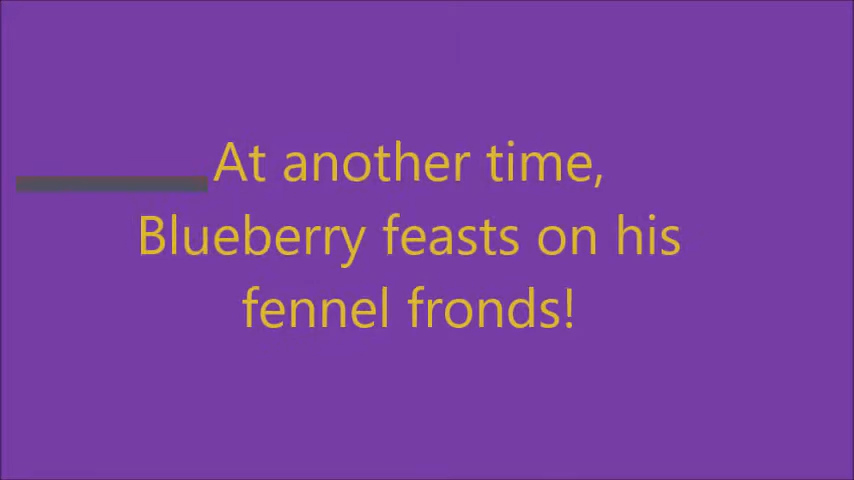 At another time,
Blueberry feasts on his
fennel fronds!